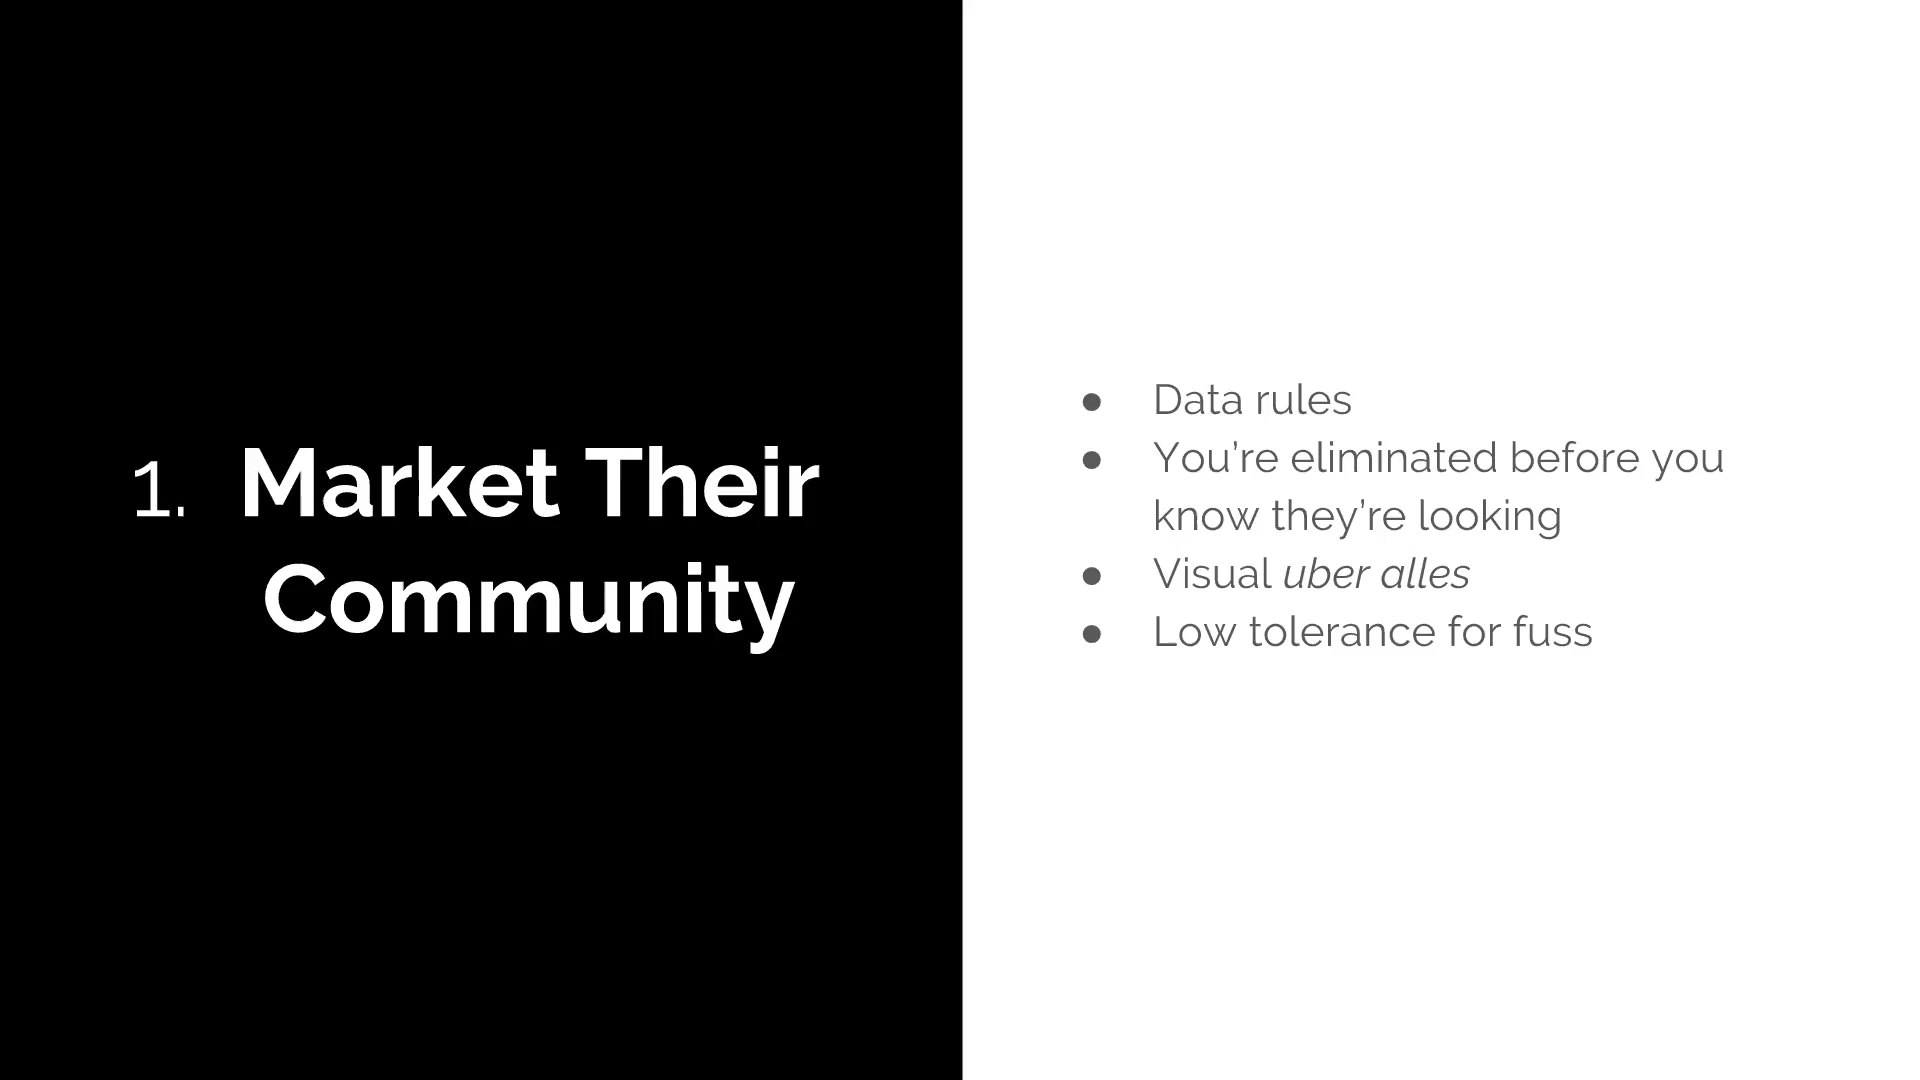 1. Market Their
Community
● Data rules
● You’re eliminated before you
know they’re looking
● Visual uber alles
● Low tolerance for fuss